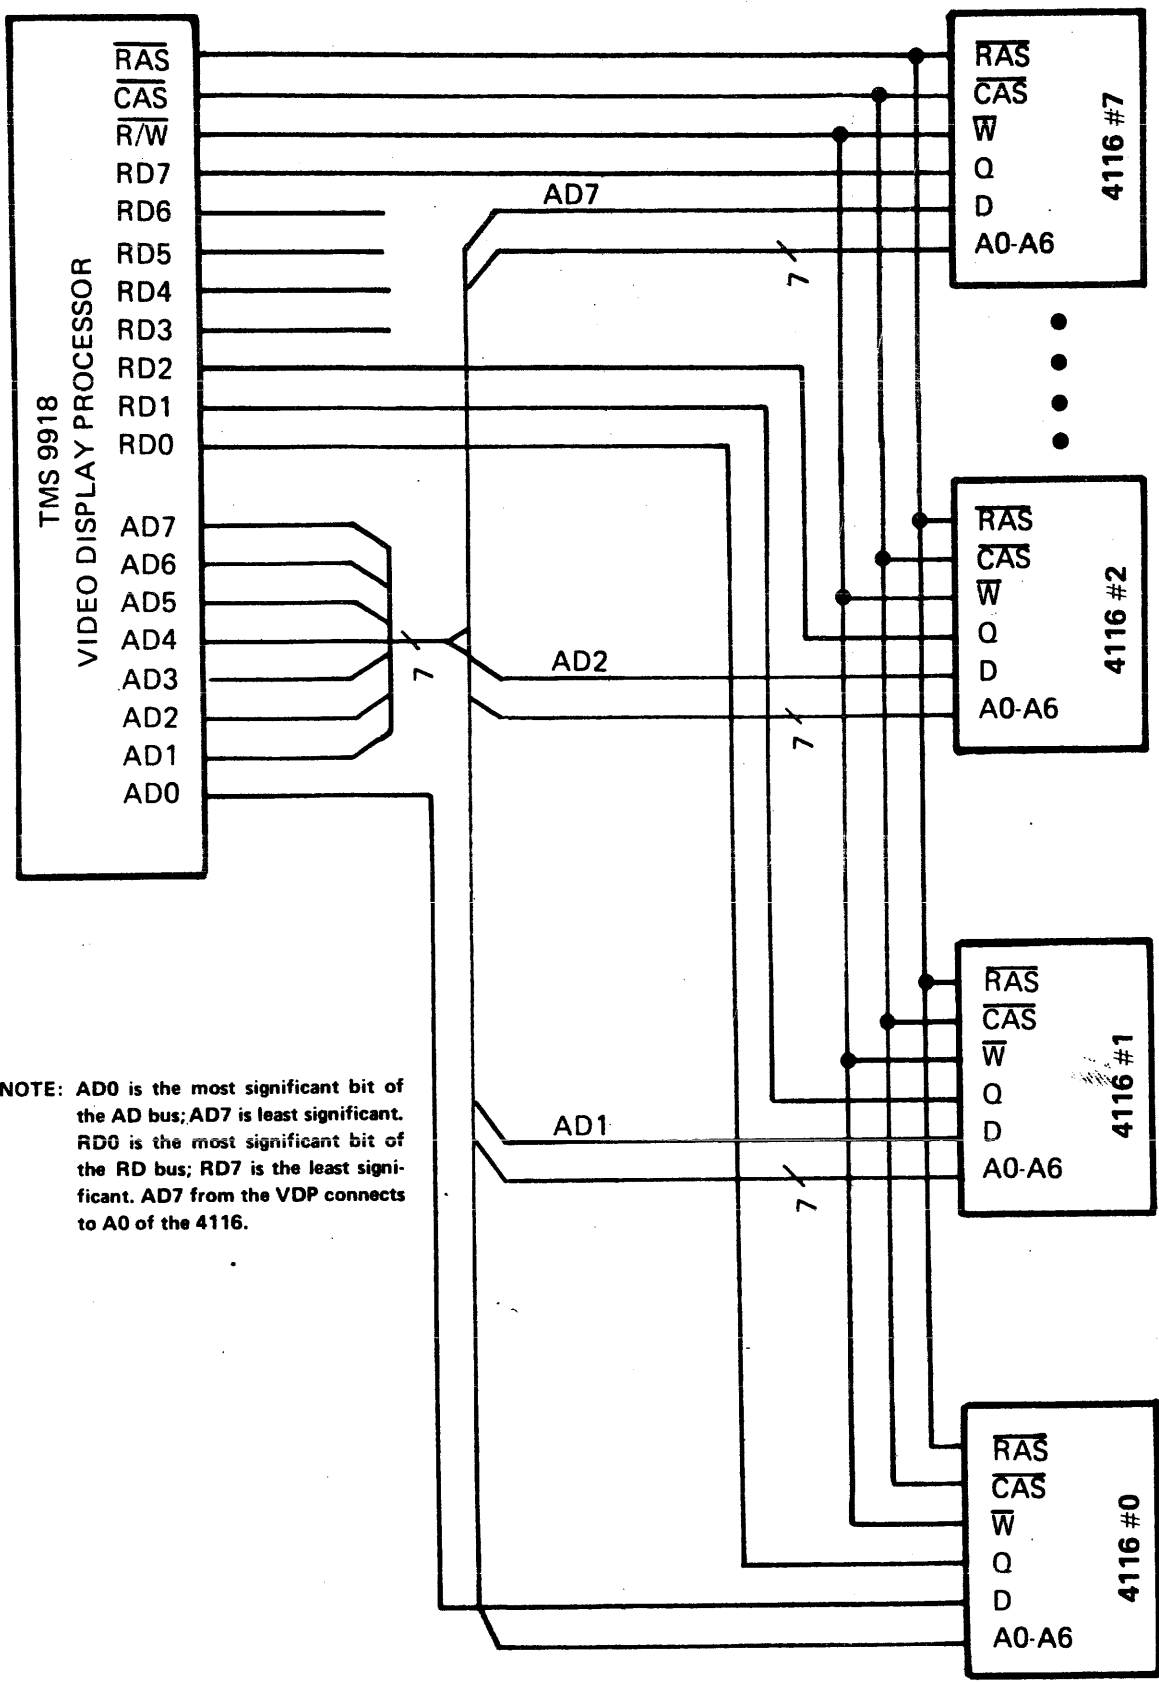 TMS 9918
VIDEO DISPLAY PROCESSOR
RAS
CAS
R/W
RD7
RD6
RD5
RD4
RD3
RD2
RD1
RD0
AD7
AD6
AD5
AD4
AD3
AD2
AD1
AD0
7
AD7
7
RAS
CAS
W
Q
D
A0-A6
4116 #7
AD2
7
RAS
CAS
W
Q
D
A0-A6
4116 #2
AD1
7
RAS
CAS
W
Q
D
A0-A6
4116 #1
RAS
CAS
W
Q
D
A0-A6
4116 #0
NOTE: AD0 is the most significant bit of
the AD bus; AD7 is least significant.
RD0 is the most significant bit of
the RD bus; RD7 is the least signi-
ficant. AD7 from the VDP connects
to A0 of the 4116.